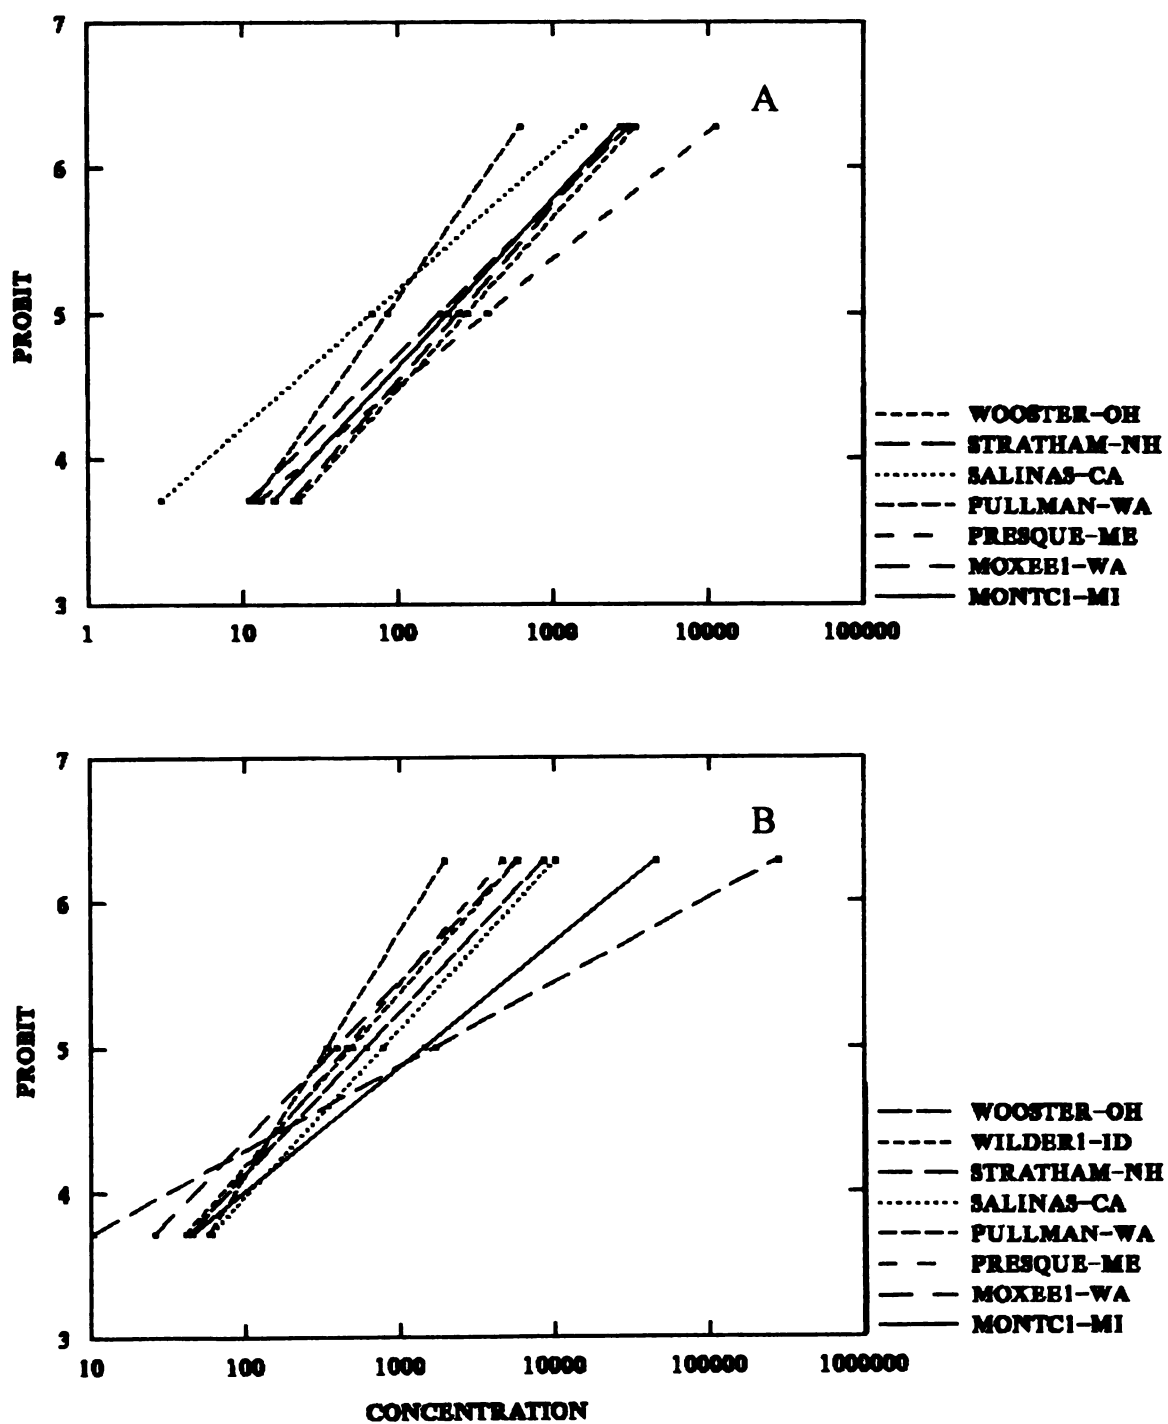 7
A
6
5
PROBIT
WOOSTER-OH
STRATHAM-NH
4
SALINAS-CA
PULLMAN-WA
PRESQUE-ME
MOXEE1-WA
3
MONTC1-MI
1 10 100 1000 10000 100000
7
B
6
5
PROBIT
WOOSTER-OH
WILDER1-ID
STRATHAM-NH
4
SALINAS-CA
PULLMAN-WA
PRESQUE-ME
MOXEE1-WA
3
MONTC1-MI
10 100 1000 10000 100000 1000000
CONCENTRATION